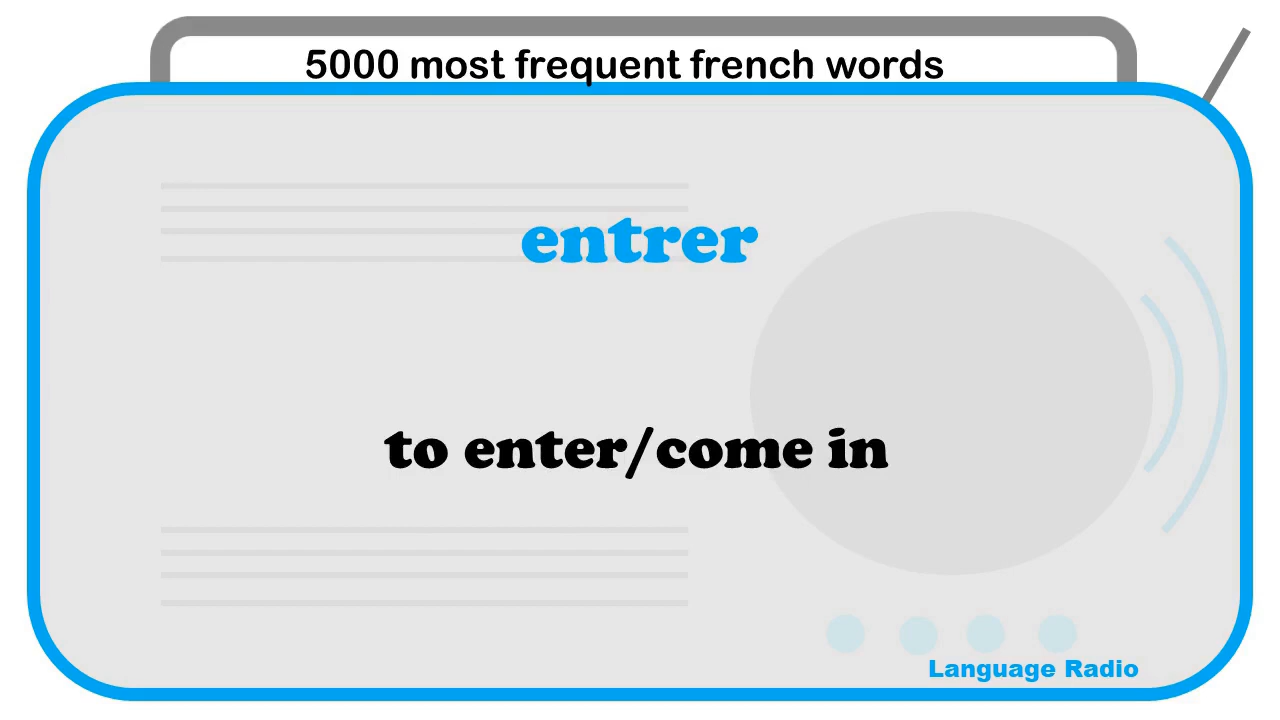 5000 most frequent french words
entrer
to enter/come in
Language Radio